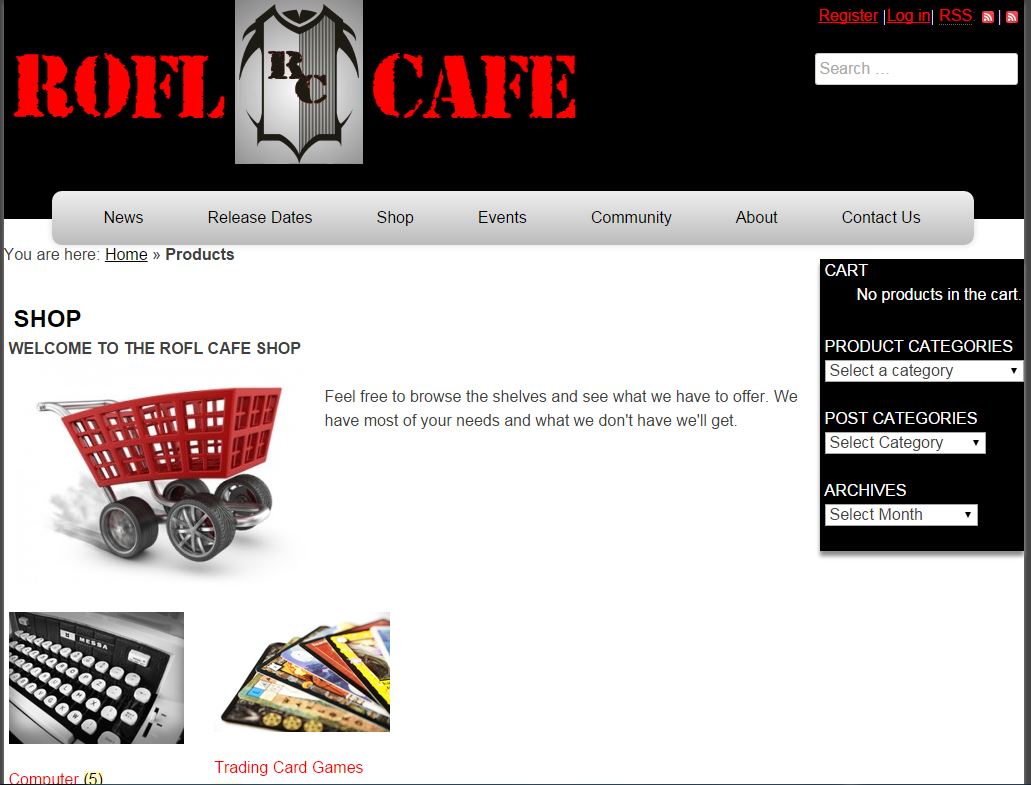 Register | Log in | RSS. |
ROFL RC CAFE
Search …
News Release Dates Shop Events Community About Contact Us
You are here: Home » Products
SHOP
WELCOME TO THE ROFL CAFE SHOP
Feel free to browse the shelves and see what we have to offer. We
have most of your needs and what we don't have we'll get.
CART
No products in the cart.
PRODUCT CATEGORIES
Select a category
POST CATEGORIES
Select Category
ARCHIVES
Select Month
MESSA
Computer (5)
Trading Card Games